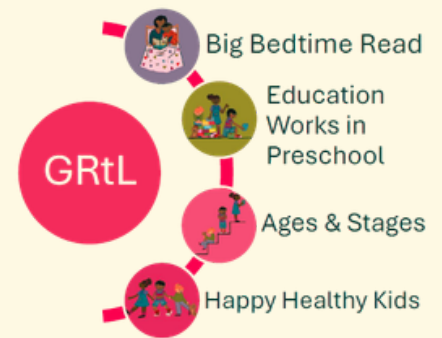 Big Bedtime Read
Education
Works in
Preschool
GRtL
Ages & Stages
Happy Healthy Kids